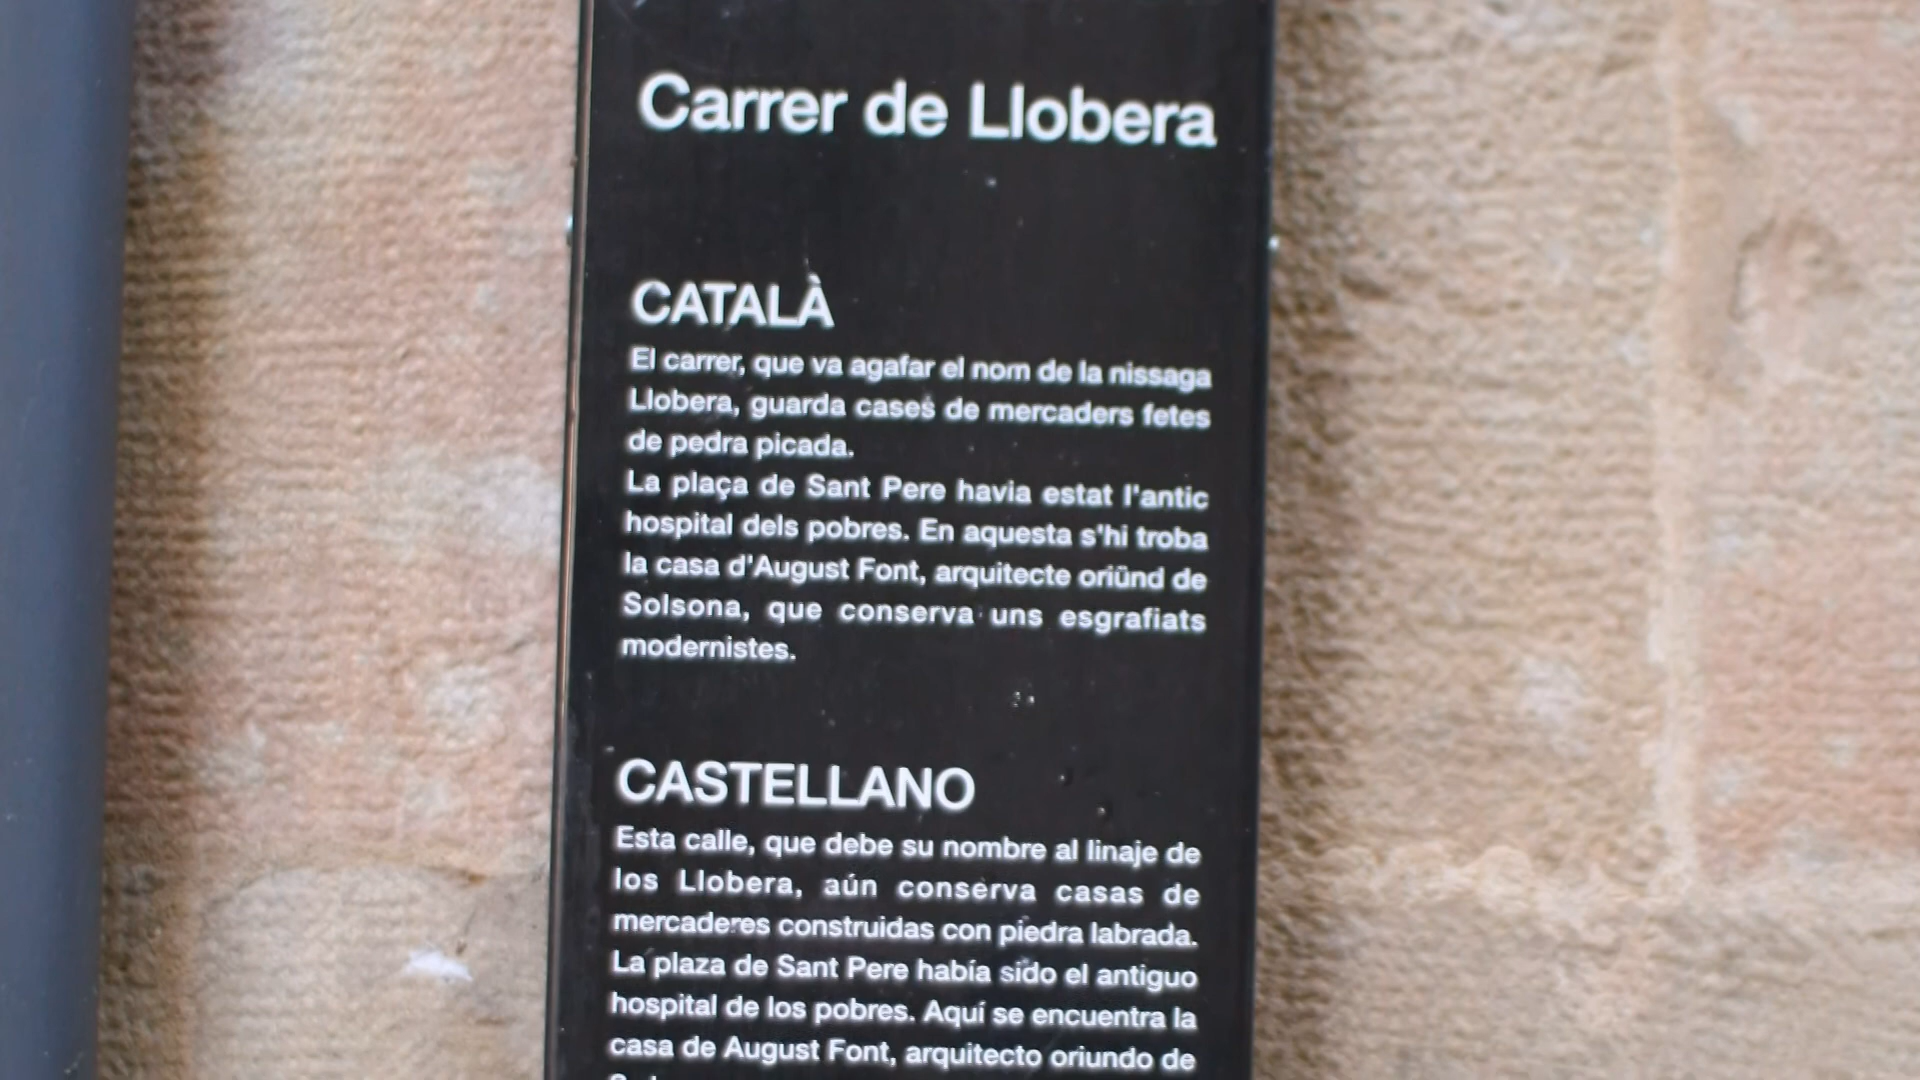 Carrer de Llobera
CATALÀ
El carrer, que va agafar el nom de la nissaga
Llobera, guarda cases de mercaders fetes
de pedra picada.
La plaça de Sant Pere havia estat l'antic
hospital dels pobres. En aquesta s'hi troba
la casa d'August Font, arquitecte oriünd de
Solsona, que conserva uns esgrafiats
modernistes.
CASTELLANO
Esta calle, que debe su nombre al linaje de
los Llobera, aún conserva casas de
mercaderes construidas con piedra labrada.
La plaza de Sant Pere había sido el antiguo
hospital de los pobres. Aquí se encuentra la
casa de August Font, arquitecto oriundo de